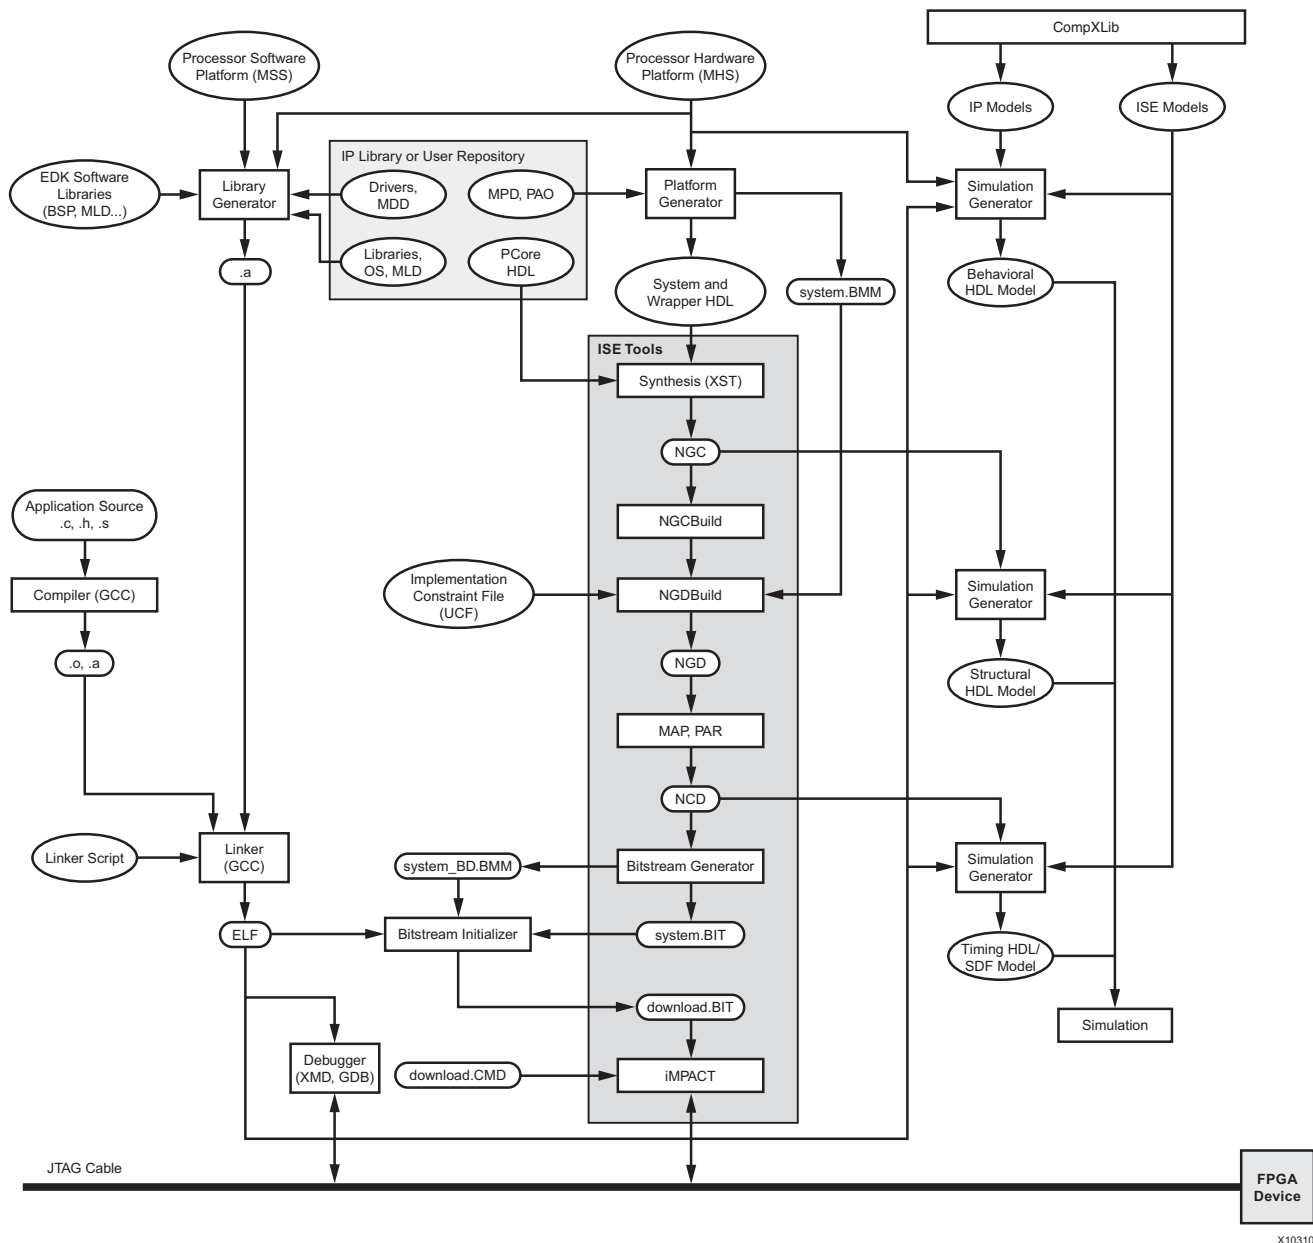 CompXLib
Processor Software
Platform (MSS)
Processor Hardware
Platform (MHS)
IP Models
ISE Models
IP Library or User Repository
EDK Software
Libraries
(BSP, MLD...)
Library
Generator
Drivers,
MDD
MPD, PAO
Platform
Generator
Simulation
Generator
.a
Libraries,
OS, MLD
PCore
HDL
System and
Wrapper HDL
system.BMM
Behavioral
HDL Model
ISE Tools
Synthesis (XST)
NGC
Application Source
.c, .h, .s
NGCBuild
Compiler (GCC)
Implementation
Constraint File
(UCF)
NGDBuild
Simulation
Generator
.o, .a
NGD
Structural
HDL Model
MAP, PAR
NCD
Linker Script
Linker
(GCC)
system_BD.BMM
Bitstream Generator
Simulation
Generator
ELF
Bitstream Initializer
system.BIT
Timing HDL/
SDF Model
download.BIT
Simulation
Debugger
(XMD, GDB)
download.CMD
iMPACT
JTAG Cable
FPGA
Device
X10310